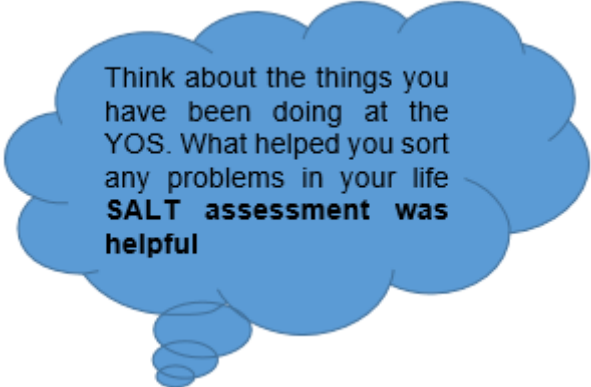 Think about the things you
have been doing at the
YOS. What helped you sort
any problems in your life
SALT assessment was
helpful